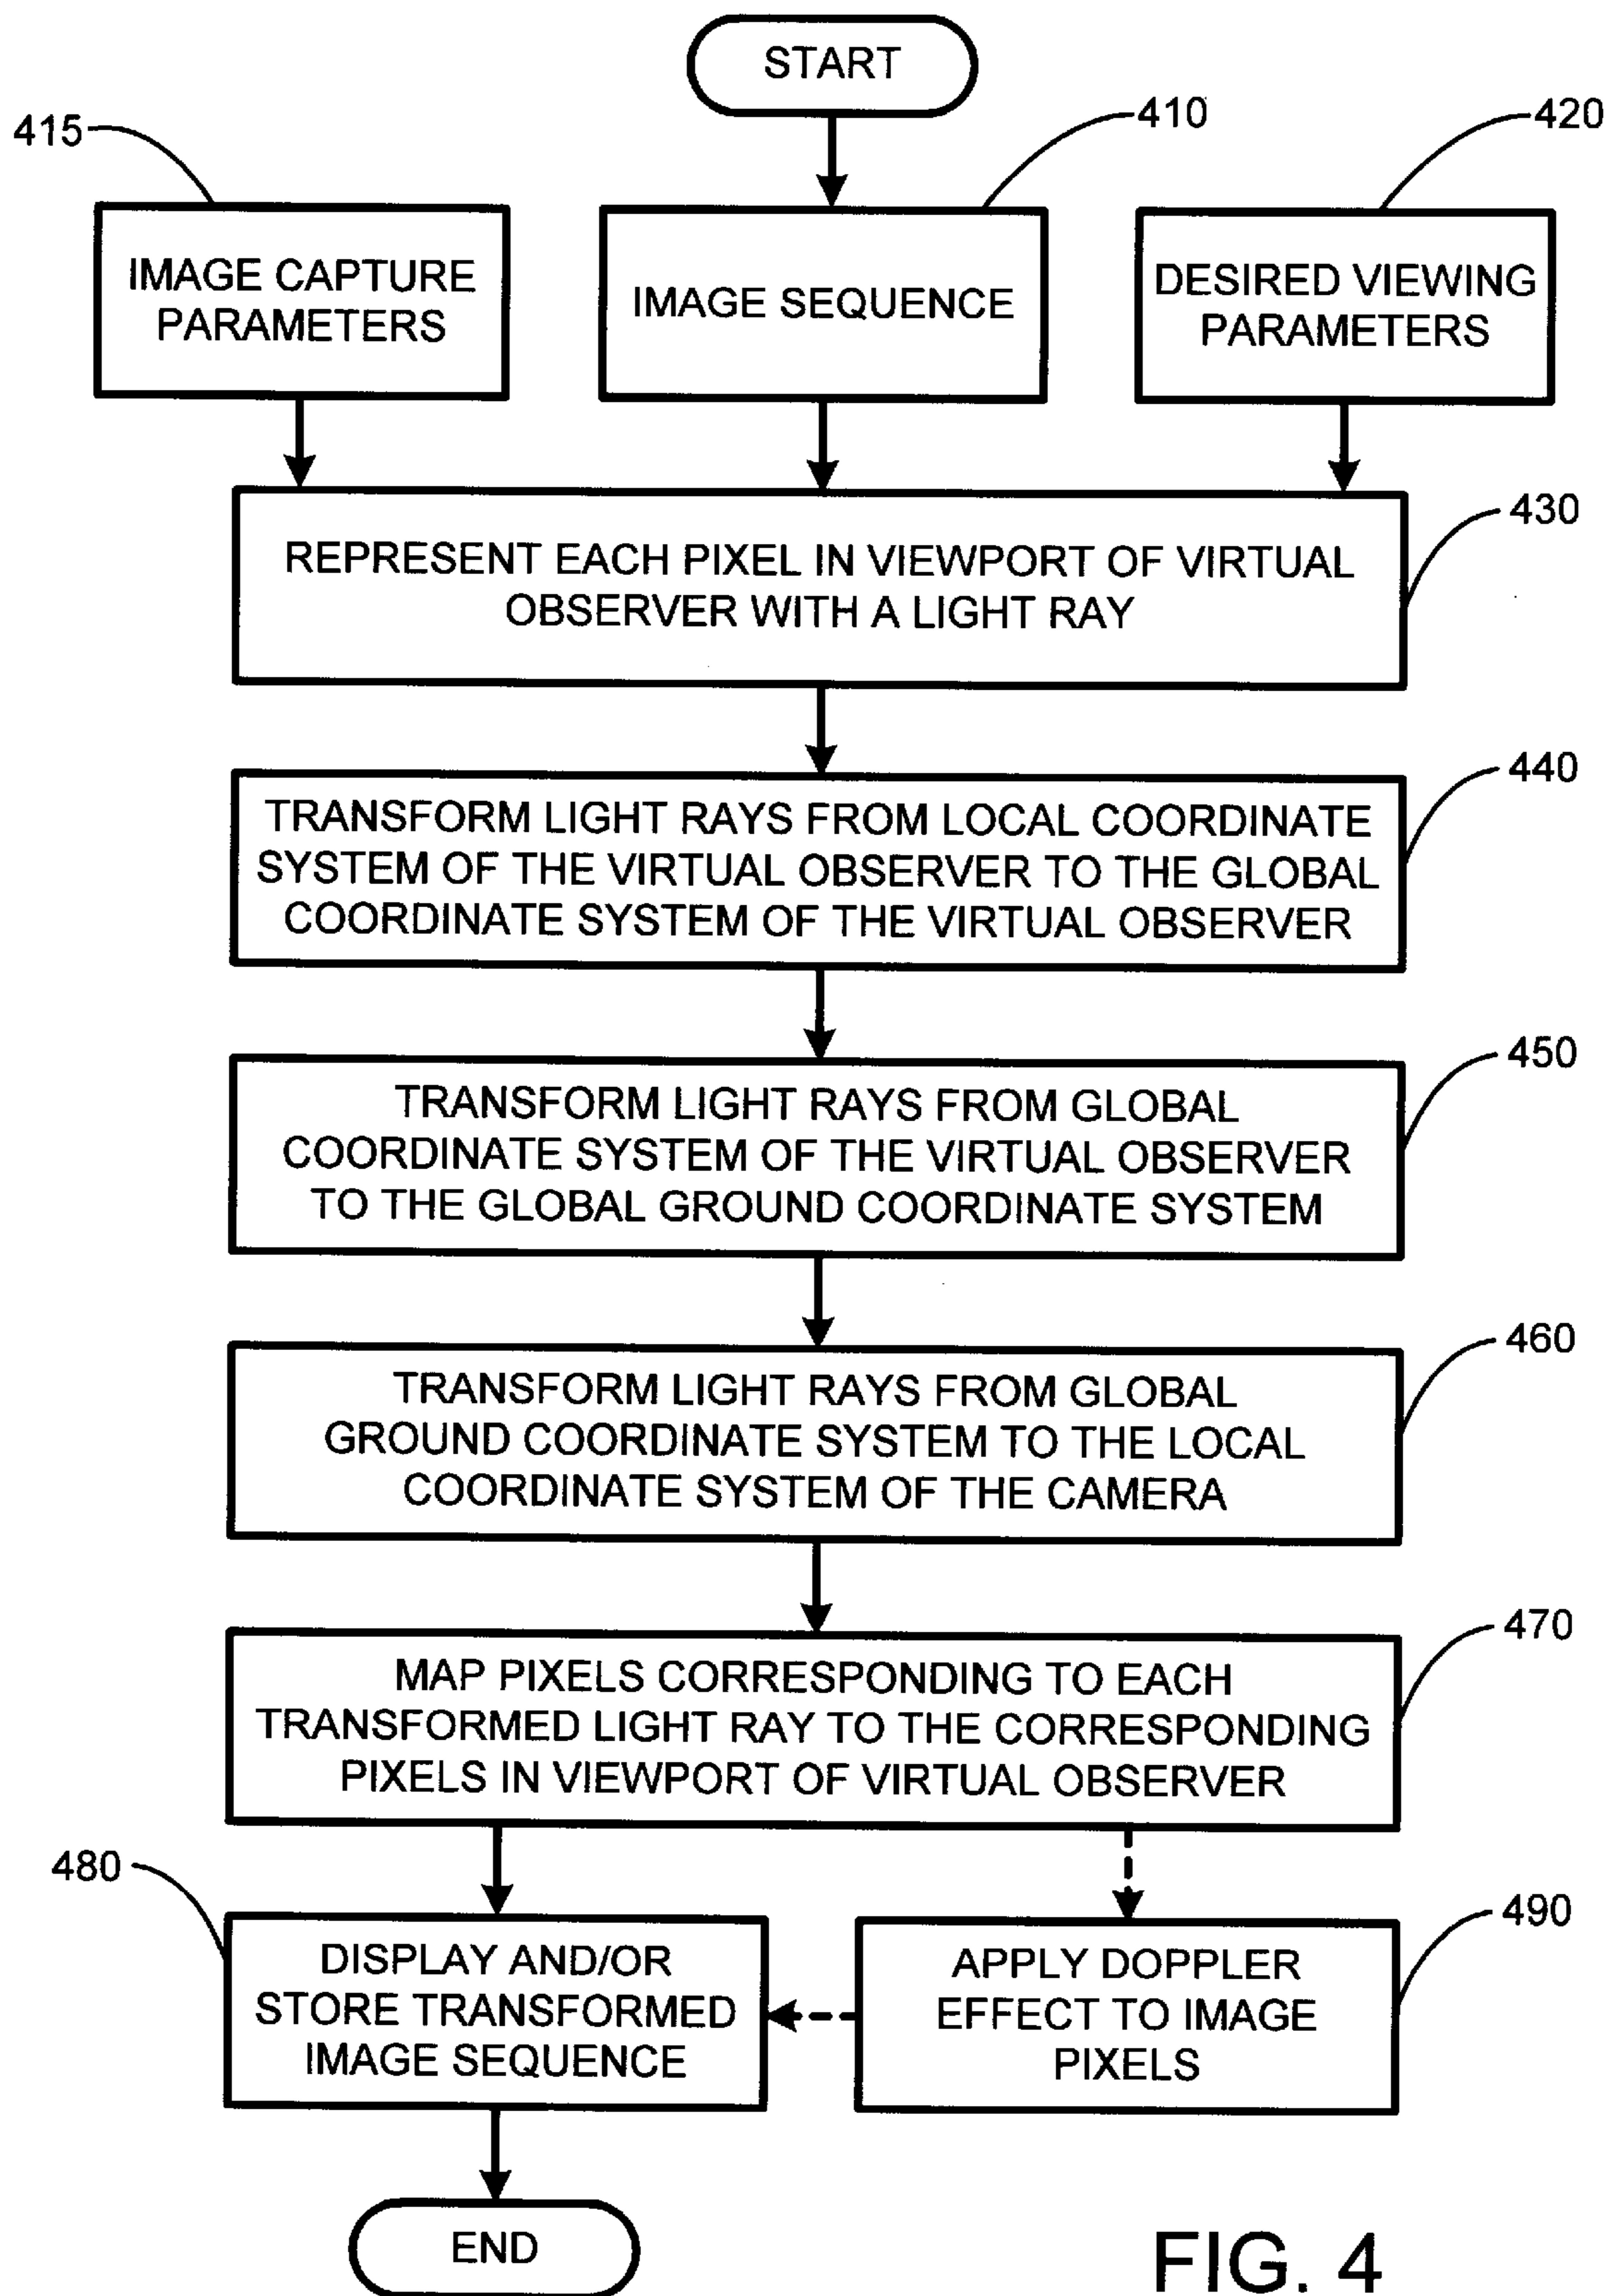 START
415
410
420
IMAGE CAPTURE
PARAMETERS
IMAGE SEQUENCE
DESIRED VIEWING
PARAMETERS
430
REPRESENT EACH PIXEL IN VIEWPORT OF VIRTUAL
OBSERVER WITH A LIGHT RAY
440
TRANSFORM LIGHT RAYS FROM LOCAL COORDINATE
SYSTEM OF THE VIRTUAL OBSERVER TO THE GLOBAL
COORDINATE SYSTEM OF THE VIRTUAL OBSERVER
450
TRANSFORM LIGHT RAYS FROM GLOBAL
COORDINATE SYSTEM OF THE VIRTUAL OBSERVER
TO THE GLOBAL GROUND COORDINATE SYSTEM
460
TRANSFORM LIGHT RAYS FROM GLOBAL
GROUND COORDINATE SYSTEM TO THE LOCAL
COORDINATE SYSTEM OF THE CAMERA
470
MAP PIXELS CORRESPONDING TO EACH
TRANSFORMED LIGHT RAY TO THE CORRESPONDING
PIXELS IN VIEWPORT OF VIRTUAL OBSERVER
480
DISPLAY AND/OR
STORE TRANSFORMED
IMAGE SEQUENCE
490
APPLY DOPPLER
EFFECT TO IMAGE
PIXELS
END
FIG. 4